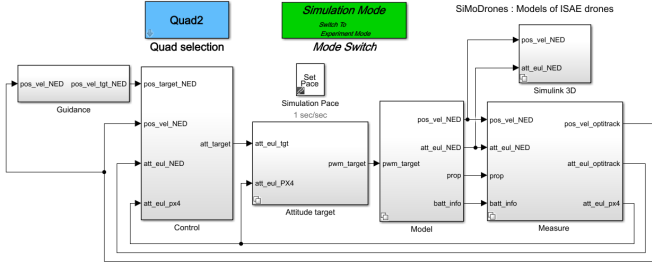 Quad2
Quad selection
Simulation Mode
Switch To
Experiment Mode
Mode Switch
SiMoDrones : Models of ISAE drones
pos_vel_NED
att_eul_NED
Simulink 3D
Set
Pace
Simulation Pace
1 sec/sec
pos_vel_NED pos_vel_tgt_NED
Guidance
pos_target_NED
pos_vel_NED
att_eul_NED
att_eul_px4
att_target
Control
att_eul_tgt
att_eul_PX4
pwm_target
Attitude target
pwm_target
pos_vel_NED
att_eul_NED
prop
batt_info
Model
pos_vel_NED
att_eul_NED
prop
batt_info
pos_vel_optitrack
att_eul_optitrack
att_eul_px4
Measure